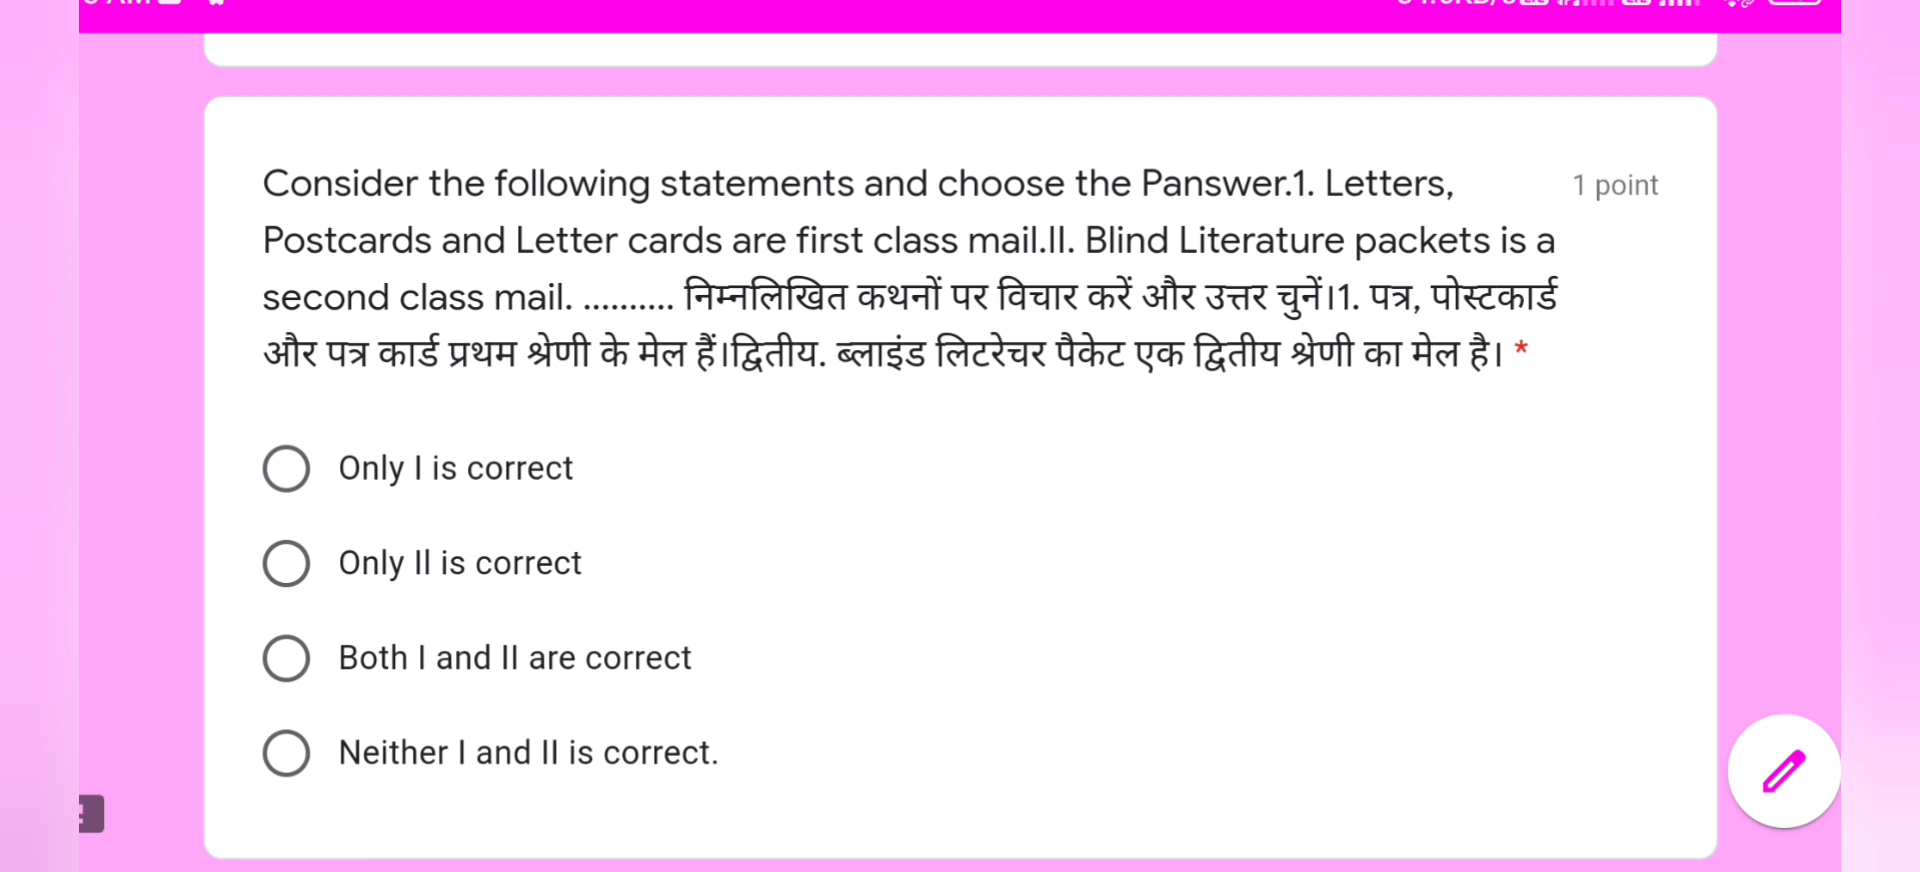 Consider the following statements and choose the Panswer.1. Letters, 1 point
Postcards and Letter cards are first class mail.II. Blind Literature packets is a
second class mail. .......... निम्नलिखित कथनों पर विचार करें और उत्तर चुनें।1. पत्र, पोस्टकार्ड
और पत्र कार्ड प्रथम श्रेणी के मेल हैं।द्वितीय. ब्लाइंड लिटरेचर पैकेट एक द्वितीय श्रेणी का मेल है। *
Only I is correct
Only II is correct
Both I and II are correct
Neither I and II is correct.